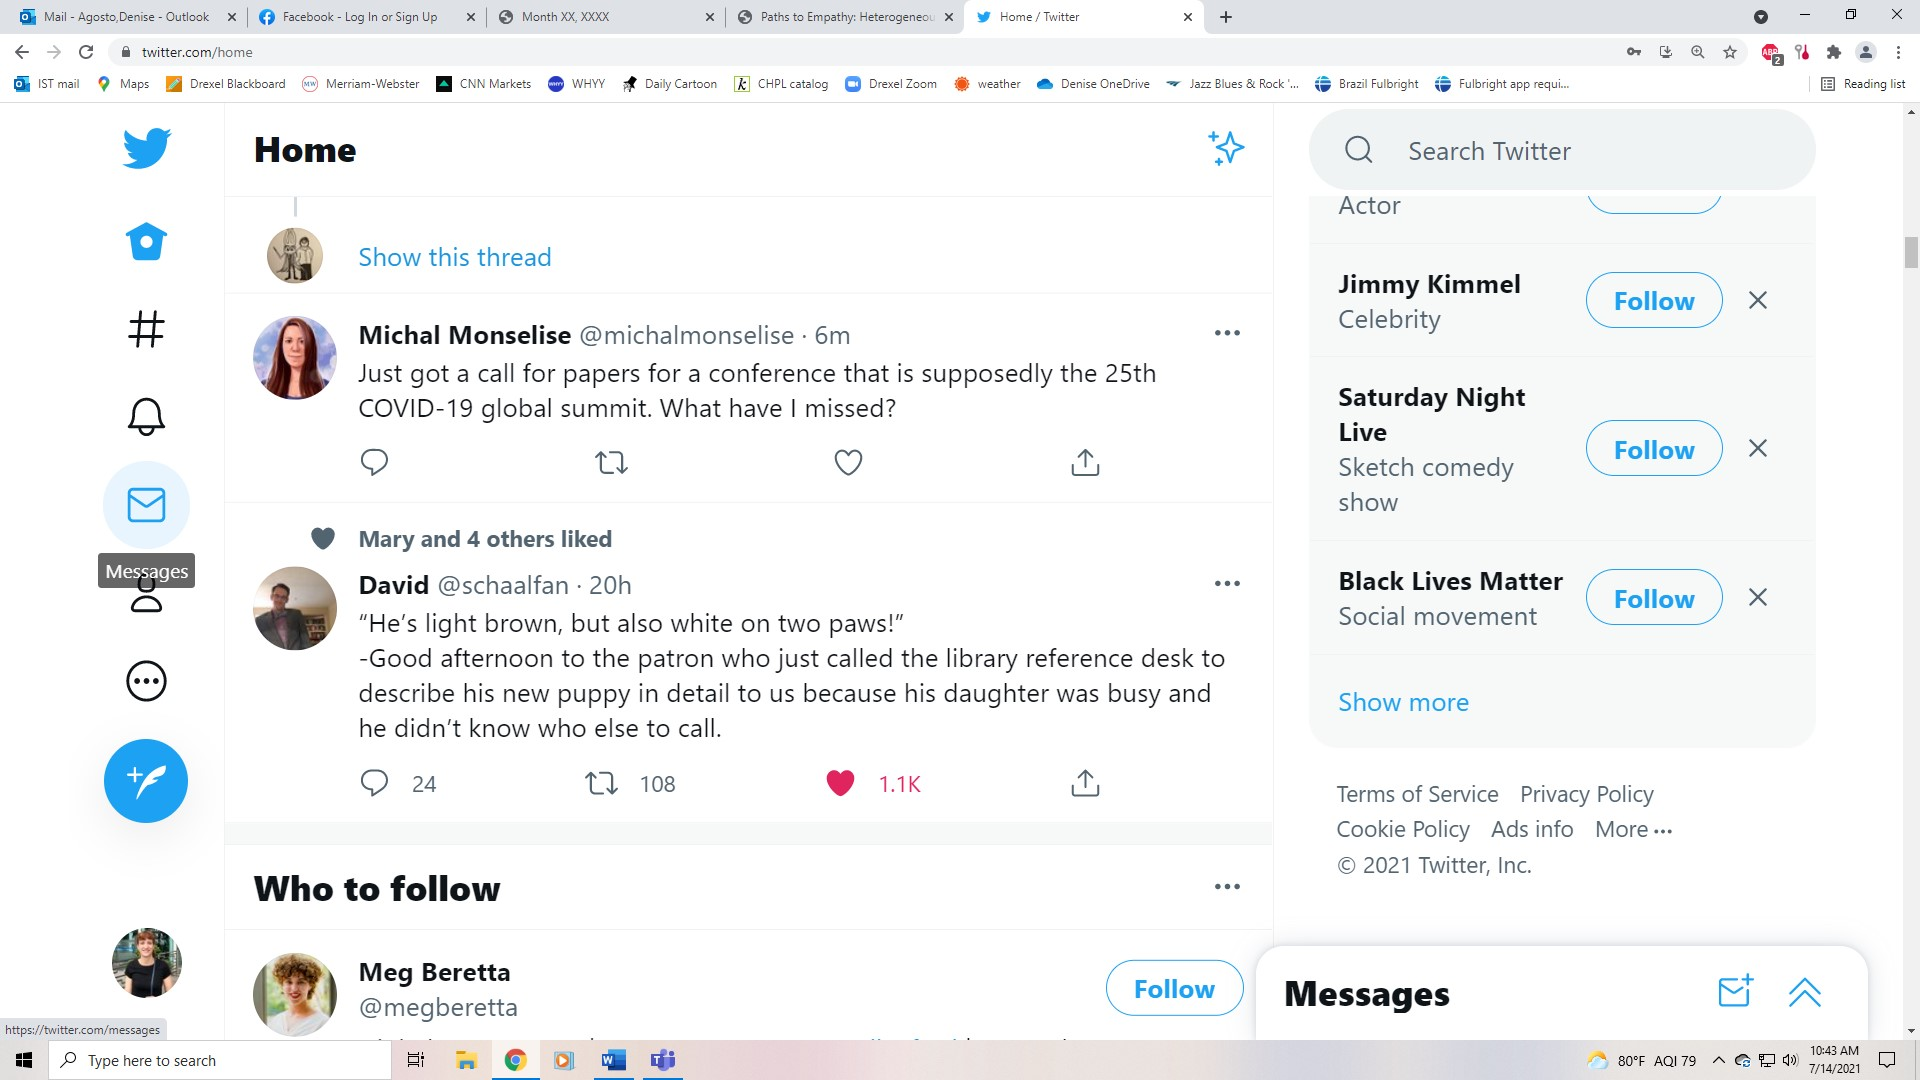 Mail - Agosto,Denise - Outlook
Facebook - Log In or Sign Up
Month XX, XXXX
Paths to Empathy: Heterogeneou
Home / Twitter
twitter.com/home
ABP
2
IST mail
Maps
Drexel Blackboard
MW
Merriam-Webster
CNN Markets
WHYY
WHYY
Daily Cartoon
k
CHPL catalog
Drexel Zoom
weather
Denise OneDrive
Jazz Blues & Rock '...
Brazil Fulbright
Fulbright app requi...
Reading list
Home
Search Twitter
Show this thread
Michal Monselise @michalmonselise · 6m
Just got a call for papers for a conference that is supposedly the 25th
COVID-19 global summit. What have I missed?
Mary and 4 others liked
David @schaalfan · 20h
“He’s light brown, but also white on two paws!”
-Good afternoon to the patron who just called the library reference desk to
describe his new puppy in detail to us because his daughter was busy and
he didn’t know who else to call.
24
108
1.1K
Who to follow
Meg Beretta
@megberetta
Follow
Messages
Actor
Jimmy Kimmel
Celebrity
Follow
Saturday Night
Live
Sketch comedy
show
Follow
Black Lives Matter
Social movement
Follow
Show more
Terms of Service Privacy Policy
Cookie Policy Ads info More ···
© 2021 Twitter, Inc.
Messages
https://twitter.com/messages
Type here to search
80°F AQI 79
10:43 AM
7/14/2021